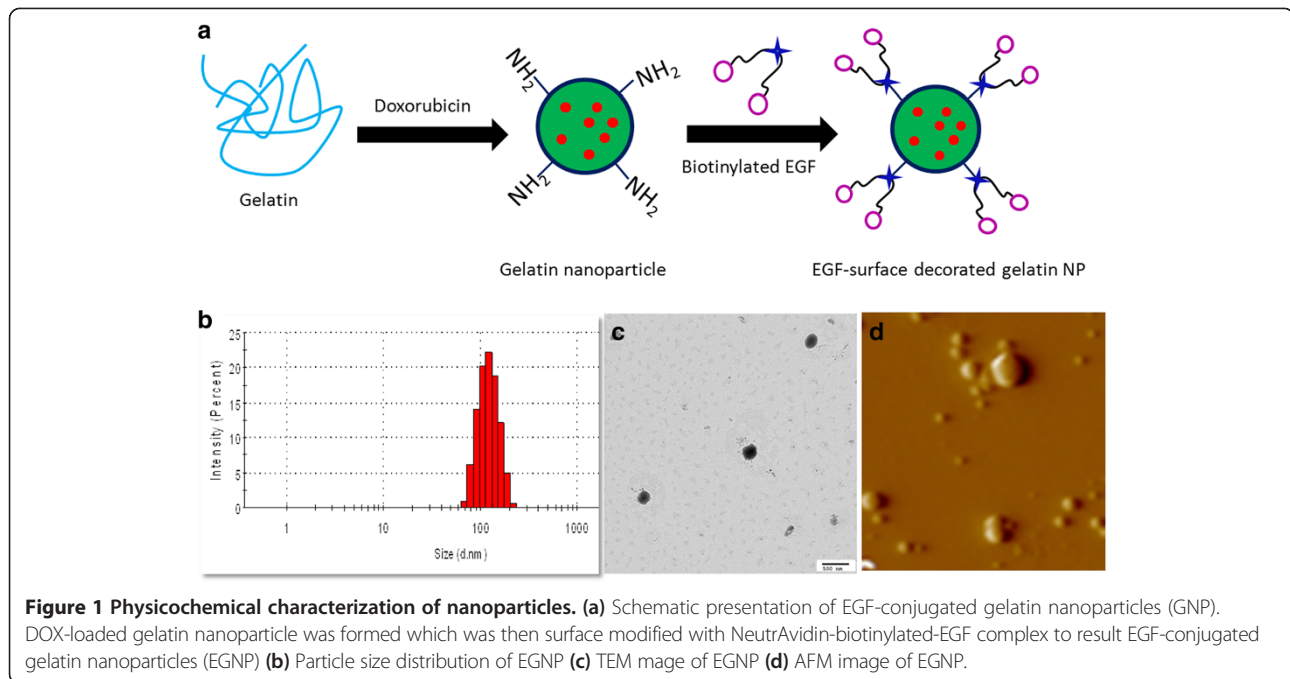 a
NH2
NH2
Doxorubicin
Biotinylated EGF
Gelatin
NH2
NH2
Gelatin nanoparticle
EGF-surface decorated gelatin NP
b
25
20
15
10
5
0
Intensity (Percent)
1
10
100
1000
Size (d.nm)
c
500 nm
d
Figure 1 Physicochemical characterization of nanoparticles. (a) Schematic presentation of EGF-conjugated gelatin nanoparticles (GNP).
DOX-loaded gelatin nanoparticle was formed which was then surface modified with NeutrAvidin-biotinylated-EGF complex to result EGF-conjugated
gelatin nanoparticles (EGNP) (b) Particle size distribution of EGNP (c) TEM mage of EGNP (d) AFM image of EGNP.